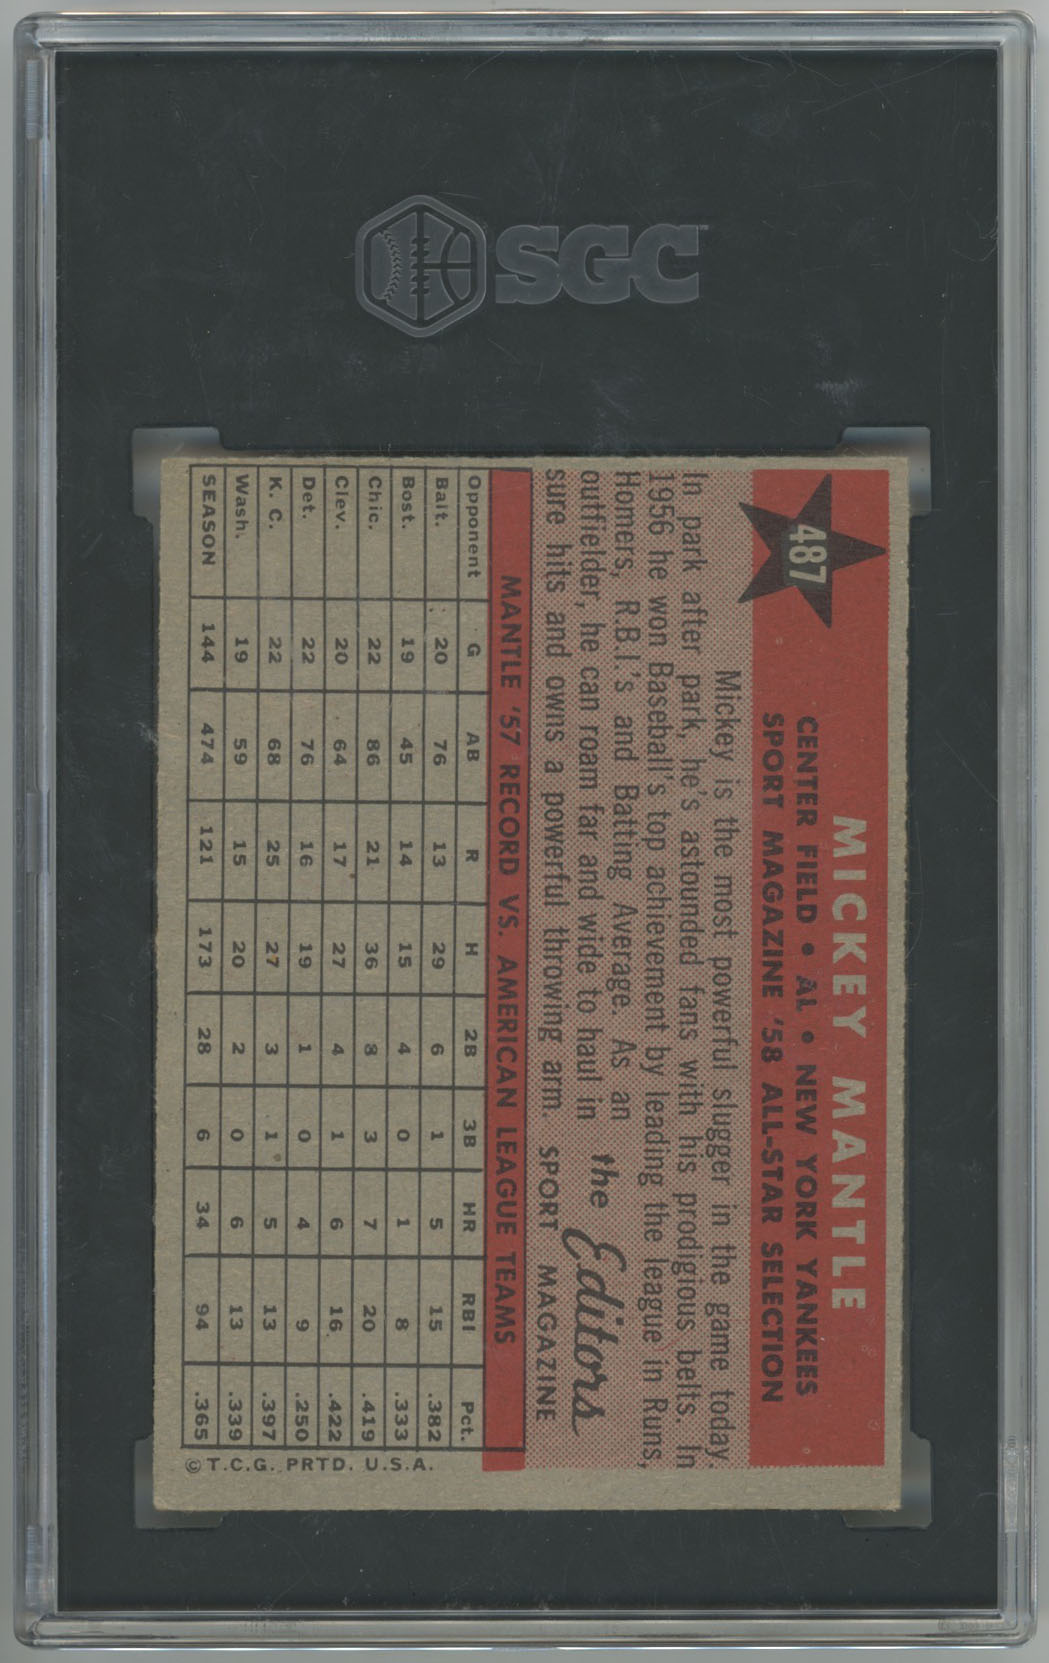 SGC
487
MICKEY MANTLE
CENTER FIELD • AL • NEW YORK YANKEES
SPORT MAGAZINE '58 ALL-STAR SELECTION
Mickey is the most powerful slugger in the game today.
In park after park, he's astounded fans with his prodigious belts. In
1956 he won Baseball's top achievement by leading the league in Runs,
Homers, R.B.I.'s and Batting Average. As an
outfielder, he can roam far and wide to haul in
sure hits and owns a powerful throwing arm.
the Editors
SPORT MAGAZINE
MANTLE '57 RECORD VS. AMERICAN LEAGUE TEAMS
Opponent G AB R H 2B 3B HR RBI Pct.
Balt. 20 76 13 29 6 1 5 15 .382
Bost. 19 45 14 15 4 0 1 8 .333
Chic. 22 86 21 36 8 3 7 20 .419
Clev. 20 64 17 27 4 1 6 16 .422
Det. 22 76 16 19 1 0 4 9 .250
K. C. 22 68 25 27 3 1 5 13 .397
Wash. 19 59 15 20 2 0 6 13 .339
SEASON 144 474 121 173 28 6 34 94 .365
© T.C.G. PRTD. U.S.A.